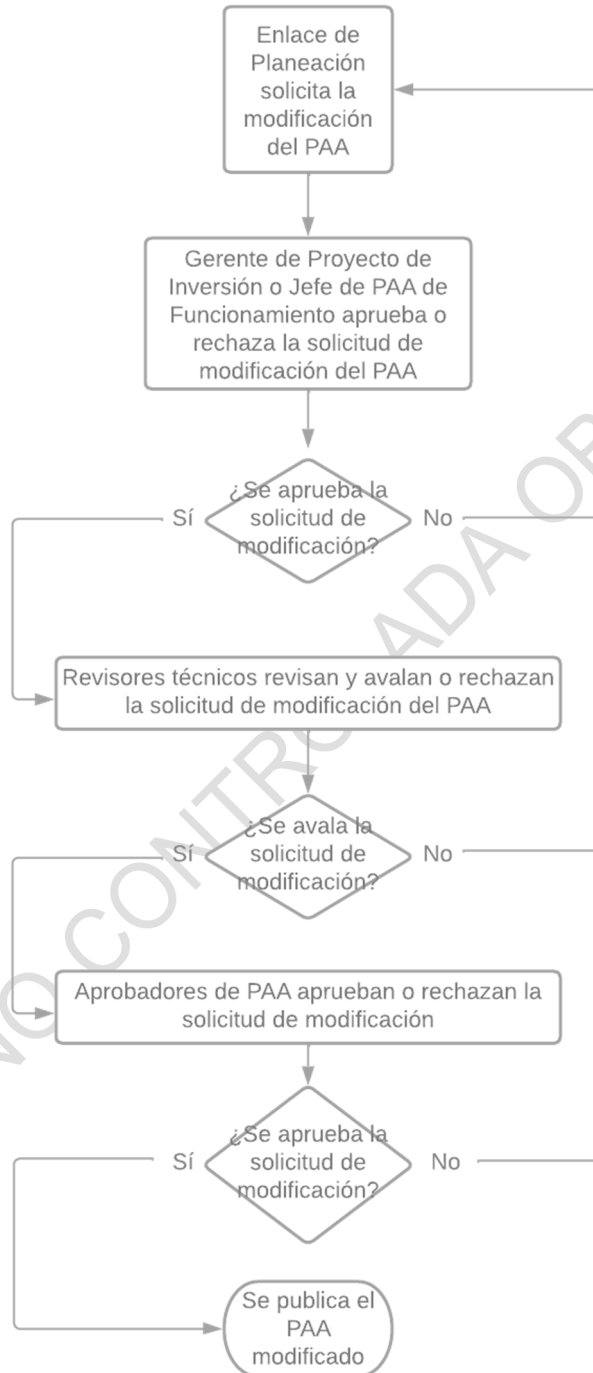 Enlace de
Planeación
solicita la
modificación
del PAA
Gerente de Proyecto de
Inversión o Jefe de PAA de
Funcionamiento aprueba o
rechaza la solicitud de
modificación del PAA
¿Se aprueba la
solicitud de
modificación?
Sí
No
Revisores técnicos revisan y avalan o rechazan
la solicitud de modificación del PAA
¿Se avala la
solicitud de
modificación?
Sí
No
Aprobadores de PAA aprueban o rechazan la
solicitud de modificación
¿Se aprueba la
solicitud de
modificación?
Sí
No
Se publica el
PAA
modificado